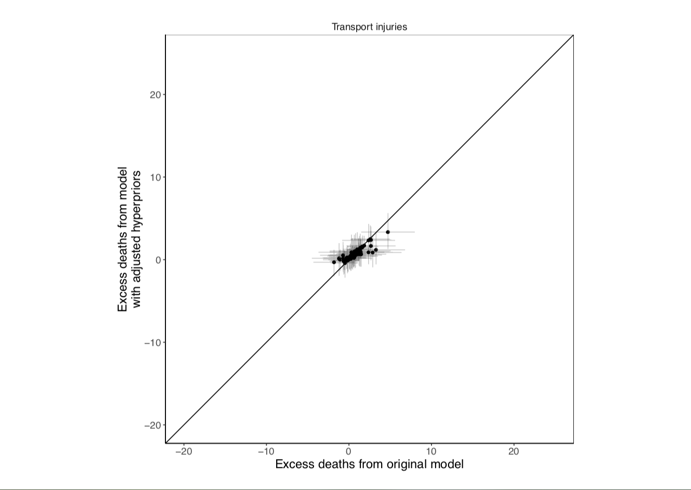 Transport injuries
Excess deaths from model
with adjusted hyperpriors
20
10
0
−10
−20
−20
−10
0
10
20
Excess deaths from original model